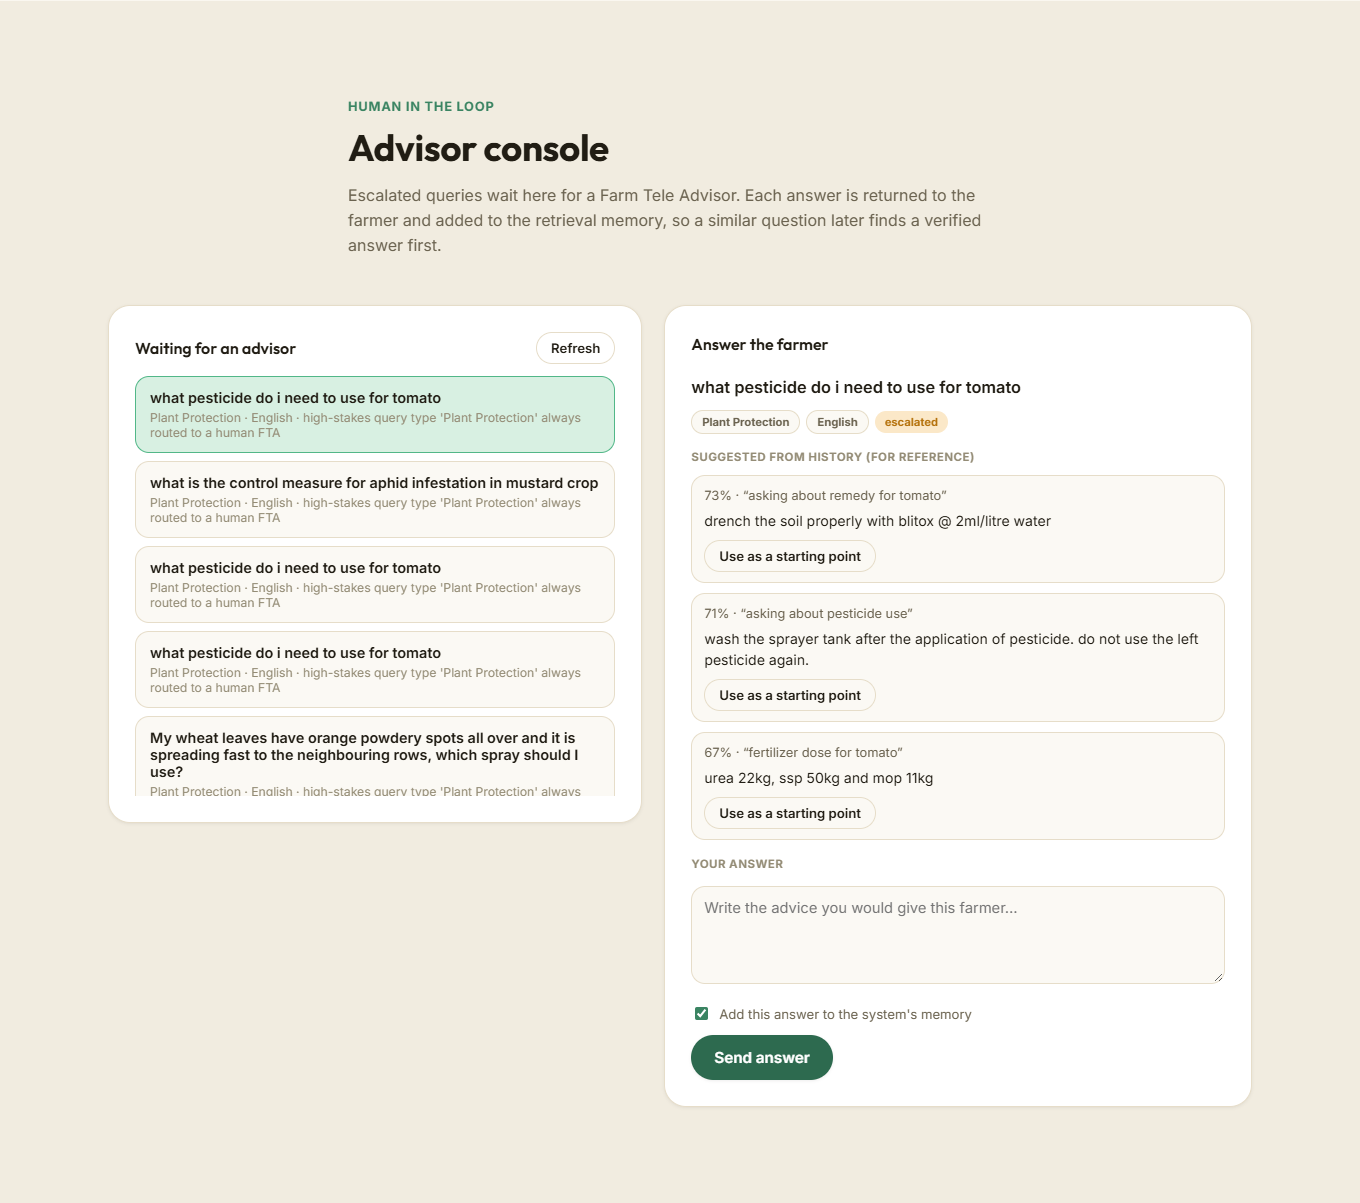 HUMAN IN THE LOOP
Advisor console
Escalated queries wait here for a Farm Tele Advisor. Each answer is returned to the
farmer and added to the retrieval memory, so a similar question later finds a verified
answer first.
Waiting for an advisor
Refresh
what pesticide do i need to use for tomato
Plant Protection · English · high-stakes query type 'Plant Protection' always
routed to a human FTA
what is the control measure for aphid infestation in mustard crop
Plant Protection · English · high-stakes query type 'Plant Protection' always
routed to a human FTA
what pesticide do i need to use for tomato
Plant Protection · English · high-stakes query type 'Plant Protection' always
routed to a human FTA
what pesticide do i need to use for tomato
Plant Protection · English · high-stakes query type 'Plant Protection' always
routed to a human FTA
My wheat leaves have orange powdery spots all over and it is
spreading fast to the neighbouring rows, which spray should I
use?
Plant Protection · English · high-stakes query type 'Plant Protection' always
Answer the farmer
what pesticide do i need to use for tomato
Plant Protection
English
escalated
SUGGESTED FROM HISTORY (FOR REFERENCE)
73% · “asking about remedy for tomato”
drench the soil properly with blitox @ 2ml/litre water
Use as a starting point
71% · “asking about pesticide use”
wash the sprayer tank after the application of pesticide. do not use the left
pesticide again.
Use as a starting point
67% · “fertilizer dose for tomato”
urea 22kg, ssp 50kg and mop 11kg
Use as a starting point
YOUR ANSWER
Write the advice you would give this farmer...
Add this answer to the system's memory
Send answer